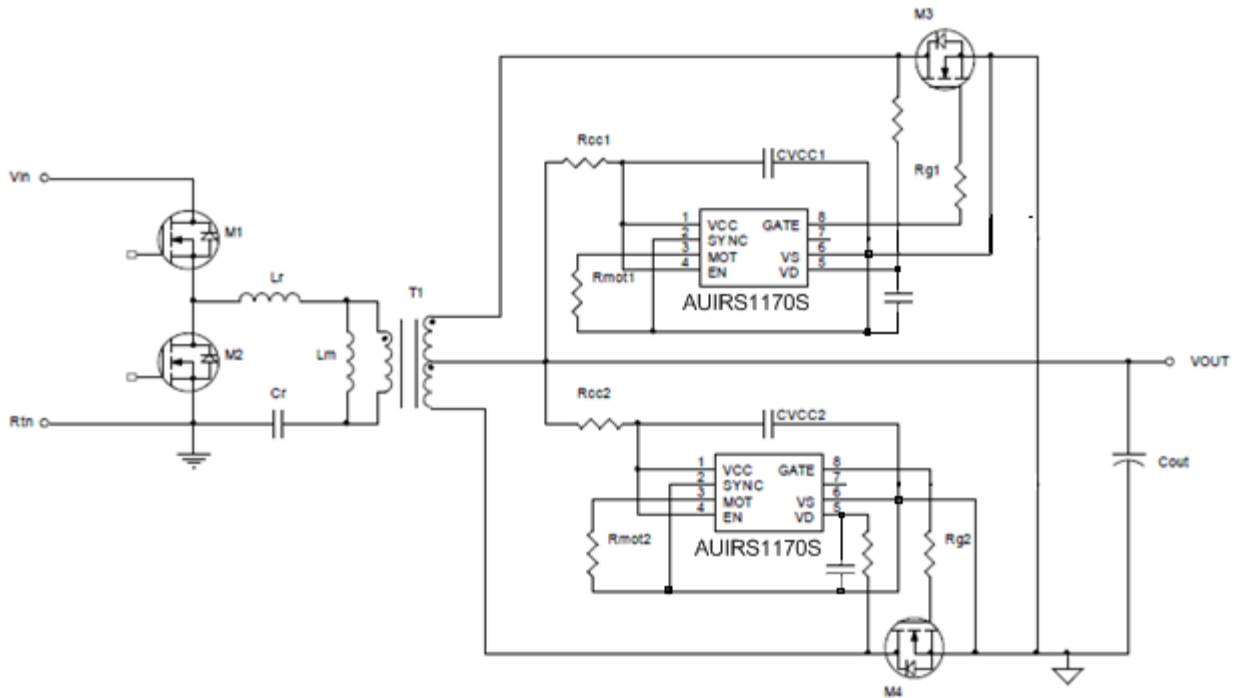 M3
Rcc1
CVCC1
Rg1
Vin
M1
1 VCC GATE 8
2 SYNC 7
3 MOT VS 6
4 EN VD 5
Rmot1
AUIRS1170S
Lr
T1
M2
Lm
VOUT
Cr
Rcc2
CVCC2
Rtn
1 VCC GATE 8
2 SYNC 7
3 MOT VS 6
4 EN VD 5
Cout
Rmot2
AUIRS1170S
Rg2
M4